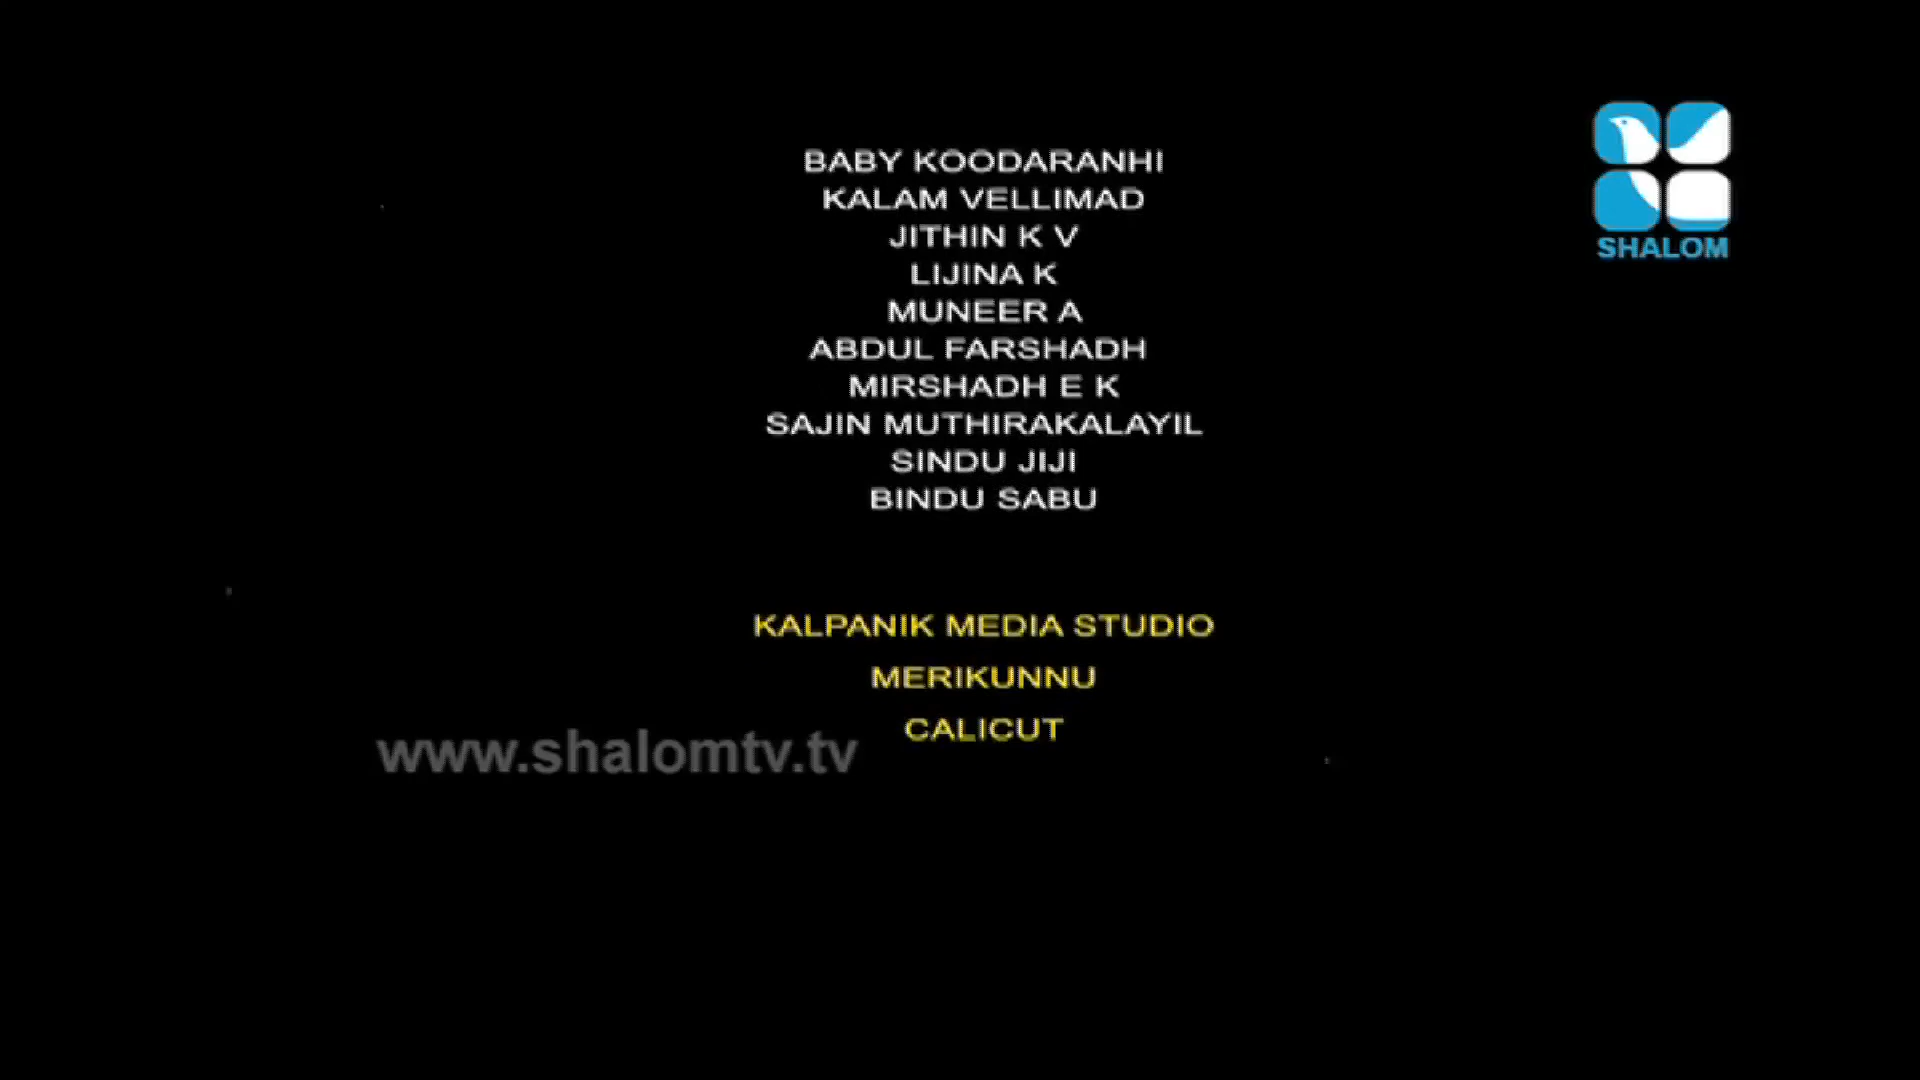 BABY KOODARANHI
KALAM VELLIMAD
JITHIN K V
LIJINA K
MUNEER A
ABDUL FARSHADH
MIRSHADH E K
SAJIN MUTHIRAKALAYIL
SINDU JIJI
BINDU SABU
SHALOM
KALPANIK MEDIA STUDIO
MERIKUNNU
CALICUT
www.shalomtv.tv